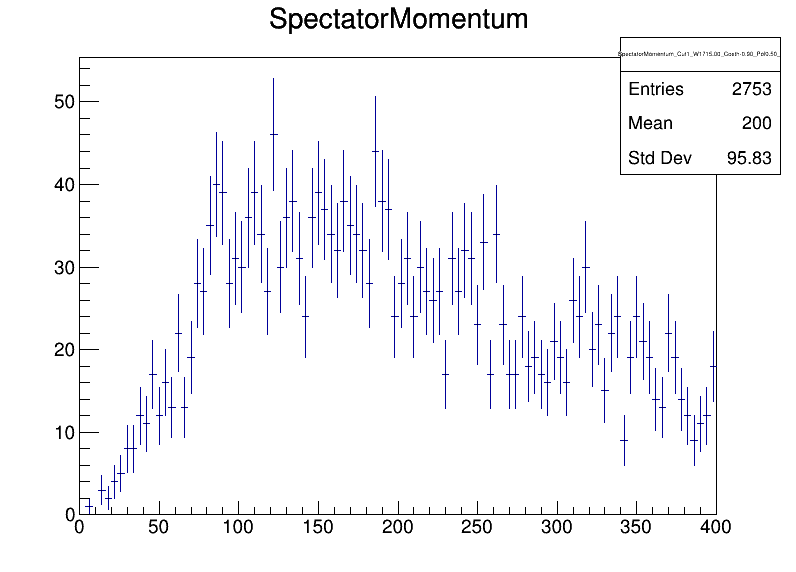 SpectatorMomentum
SpectatorMomentum_Cut1_W1715.00_Costh-0.90_Pol0.50_
Entries 2753
Mean 200
Std Dev 95.83
50
40
30
20
10
0
0 50 100 150 200 250 300 350 400